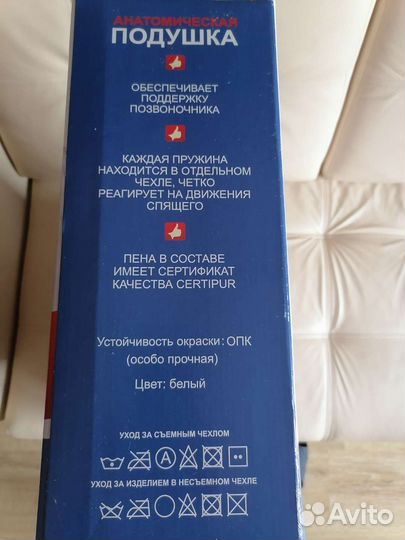 АНАТОМИЧЕСКАЯ
ПОДУШКА
ОБЕСПЕЧИВАЕТ
ПОДДЕРЖКУ
ПОЗВОНОЧНИКА
КАЖДАЯ ПРУЖИНА
НАХОДИТСЯ В ОТДЕЛЬНОМ
ЧЕХЛЕ, ЧЕТКО
РЕАГИРУЕТ НА ДВИЖЕНИЯ
СПЯЩЕГО
ПЕНА В СОСТАВЕ
ИМЕЕТ СЕРТИФИКАТ
КАЧЕСТВА CERTIPUR
Устойчивость окраски: ОПК
(особо прочная)
Цвет: белый
УХОД ЗА СЪЕМНЫМ ЧЕХЛОМ
УХОД ЗА ИЗДЕЛИЕМ В НЕСЪЕМНОМ ЧЕХЛЕ
Avito